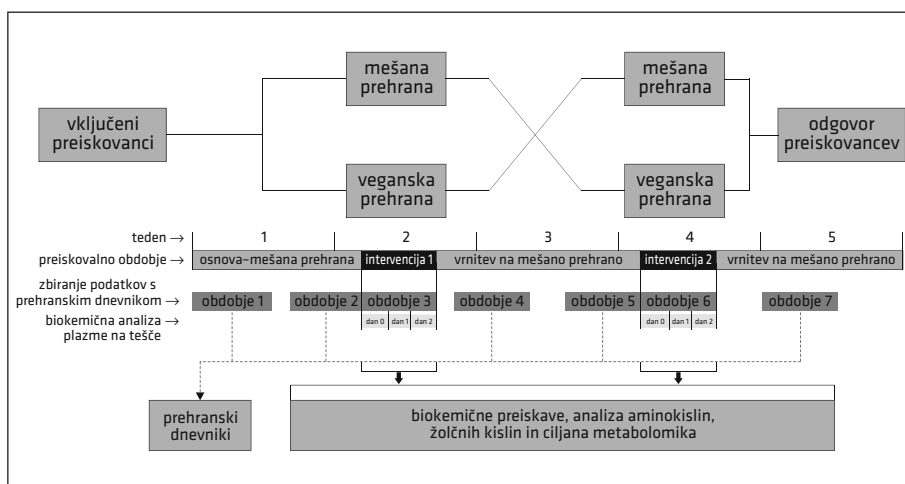 mešana
prehrana
mešana
prehrana
vključeni
preiskovanci
odgovor
preiskovancev
veganska
prehrana
veganska
prehrana
teden → 1 2 3 4 5
preiskovalno obdobje → osnova–mešana prehrana intervencija 1 vrnitev na mešano prehrano intervencija 2 vrnitev na mešano prehrano
zbiranje podatkov s
prehranskim dnevnikom → obdobje 1 obdobje 2 obdobje 3 obdobje 4 obdobje 5 obdobje 6 obdobje 7
biokemična analiza →
plazme na tešče
dan 0 dan 1 dan 2 dan 0 dan 1 dan 2
prehranski
dnevniki
biokemične preiskave, analiza aminokislin,
žolčnih kislin in ciljana metabolomika